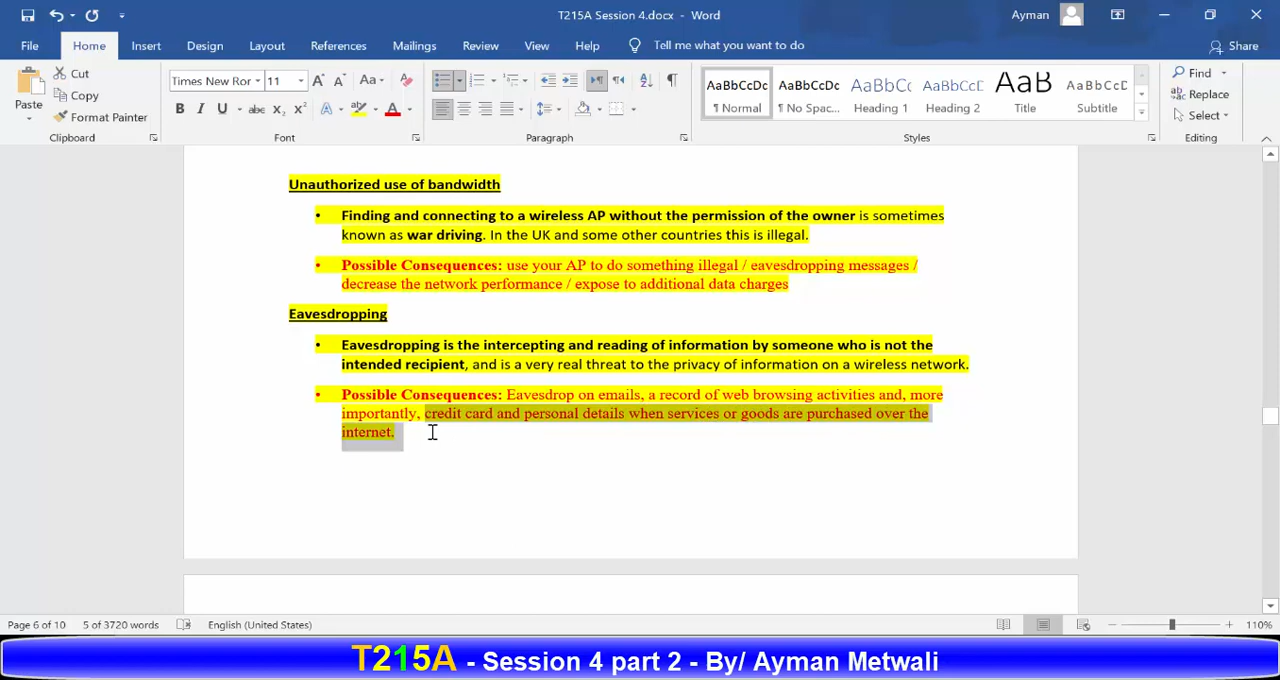 T215A Session 4.docx - Word
Ayman
File Home Insert Design Layout References Mailings Review View Help Tell me what you want to do Share
Paste
Cut
Copy
Format Painter
Clipboard
Times New Ror 11
Font
Paragraph
AaBbCcDc ¶ Normal
AaBbCcDc ¶ No Spac...
AaBbCc Heading 1
AaBbCcE Heading 2
AaB Title
AaBbCcD Subtitle
Styles
Find
Replace
Select
Editing
Unauthorized use of bandwidth
• Finding and connecting to a wireless AP without the permission of the owner is sometimes
known as war driving. In the UK and some other countries this is illegal.
• Possible Consequences: use your AP to do something illegal / eavesdropping messages /
decrease the network performance / expose to additional data charges
Eavesdropping
• Eavesdropping is the intercepting and reading of information by someone who is not the
intended recipient, and is a very real threat to the privacy of information on a wireless network.
• Possible Consequences: Eavesdrop on emails, a record of web browsing activities and, more
importantly, credit card and personal details when services or goods are purchased over the
internet.
Page 6 of 10 5 of 3720 words English (United States) 110%
T215A - Session 4 part 2 - By/ Ayman Metwali